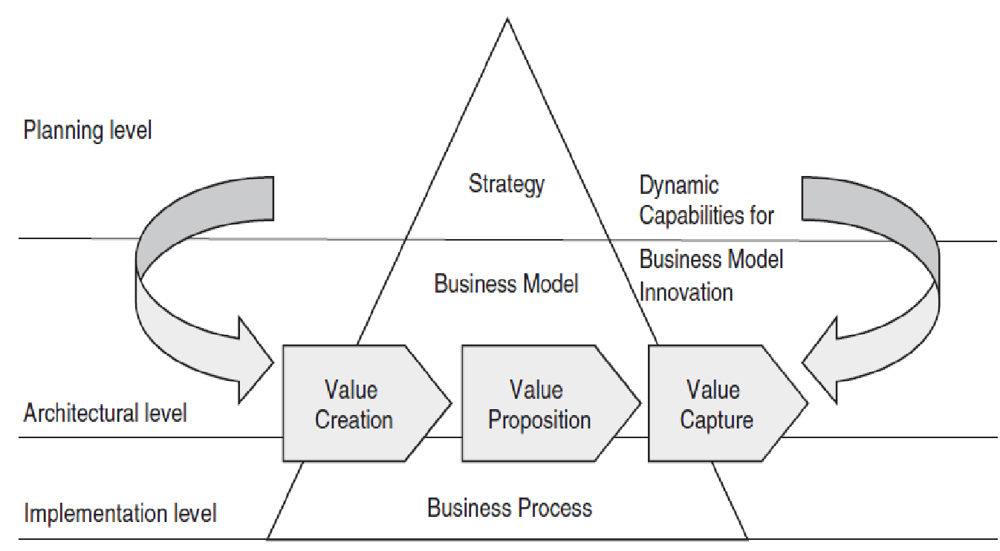 Planning level
Strategy
Dynamic
Capabilities for
Business Model
Business Model
Innovation
Value
Creation
Value
Proposition
Value
Capture
Architectural level
Implementation level
Business Process